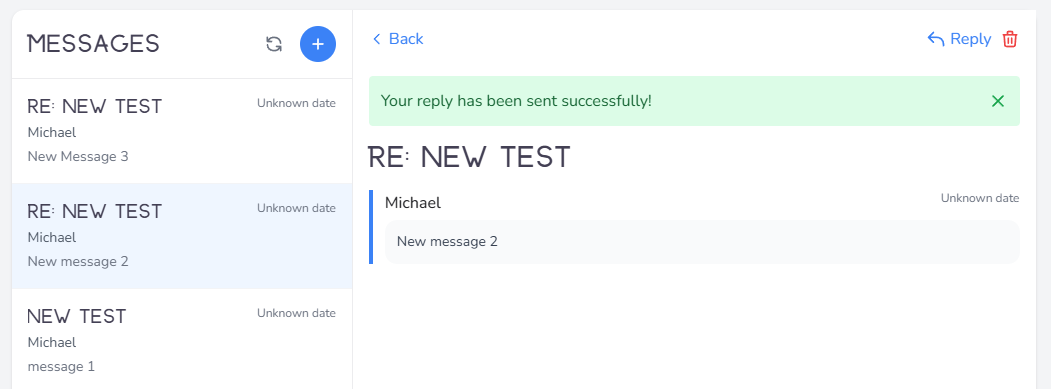 MESSAGES
RE: NEW TEST
Unknown date
Michael
New Message 3
RE: NEW TEST
Unknown date
Michael
New message 2
NEW TEST
Unknown date
Michael
message 1
Back
Reply
Your reply has been sent successfully!
RE: NEW TEST
Michael
Unknown date
New message 2